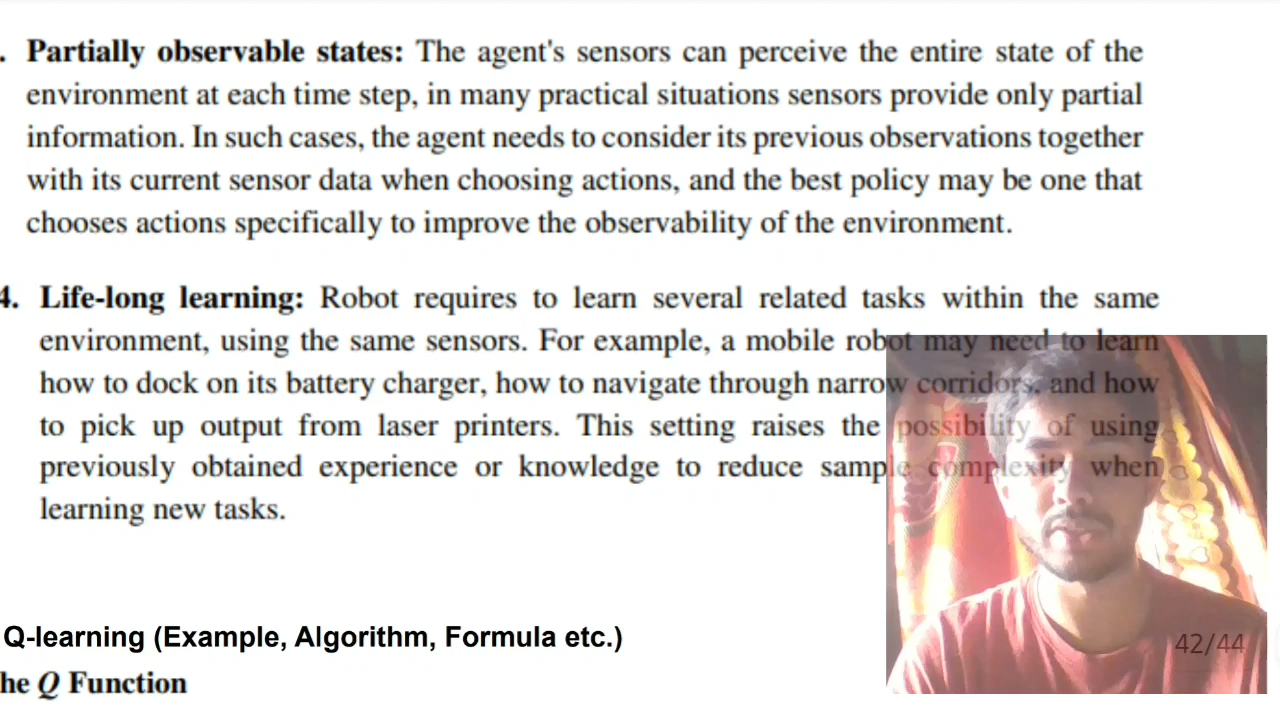 . Partially observable states: The agent's sensors can perceive the entire state of the
environment at each time step, in many practical situations sensors provide only partial
information. In such cases, the agent needs to consider its previous observations together
with its current sensor data when choosing actions, and the best policy may be one that
chooses actions specifically to improve the observability of the environment.
4. Life-long learning: Robot requires to learn several related tasks within the same
environment, using the same sensors. For example, a mobile robot may need to learn
how to dock on its battery charger, how to navigate through narrow corridors, and how
to pick up output from laser printers. This setting raises the possibility of using
previously obtained experience or knowledge to reduce sample complexity when
learning new tasks.
Q-learning (Example, Algorithm, Formula etc.)
42/44
he Q Function